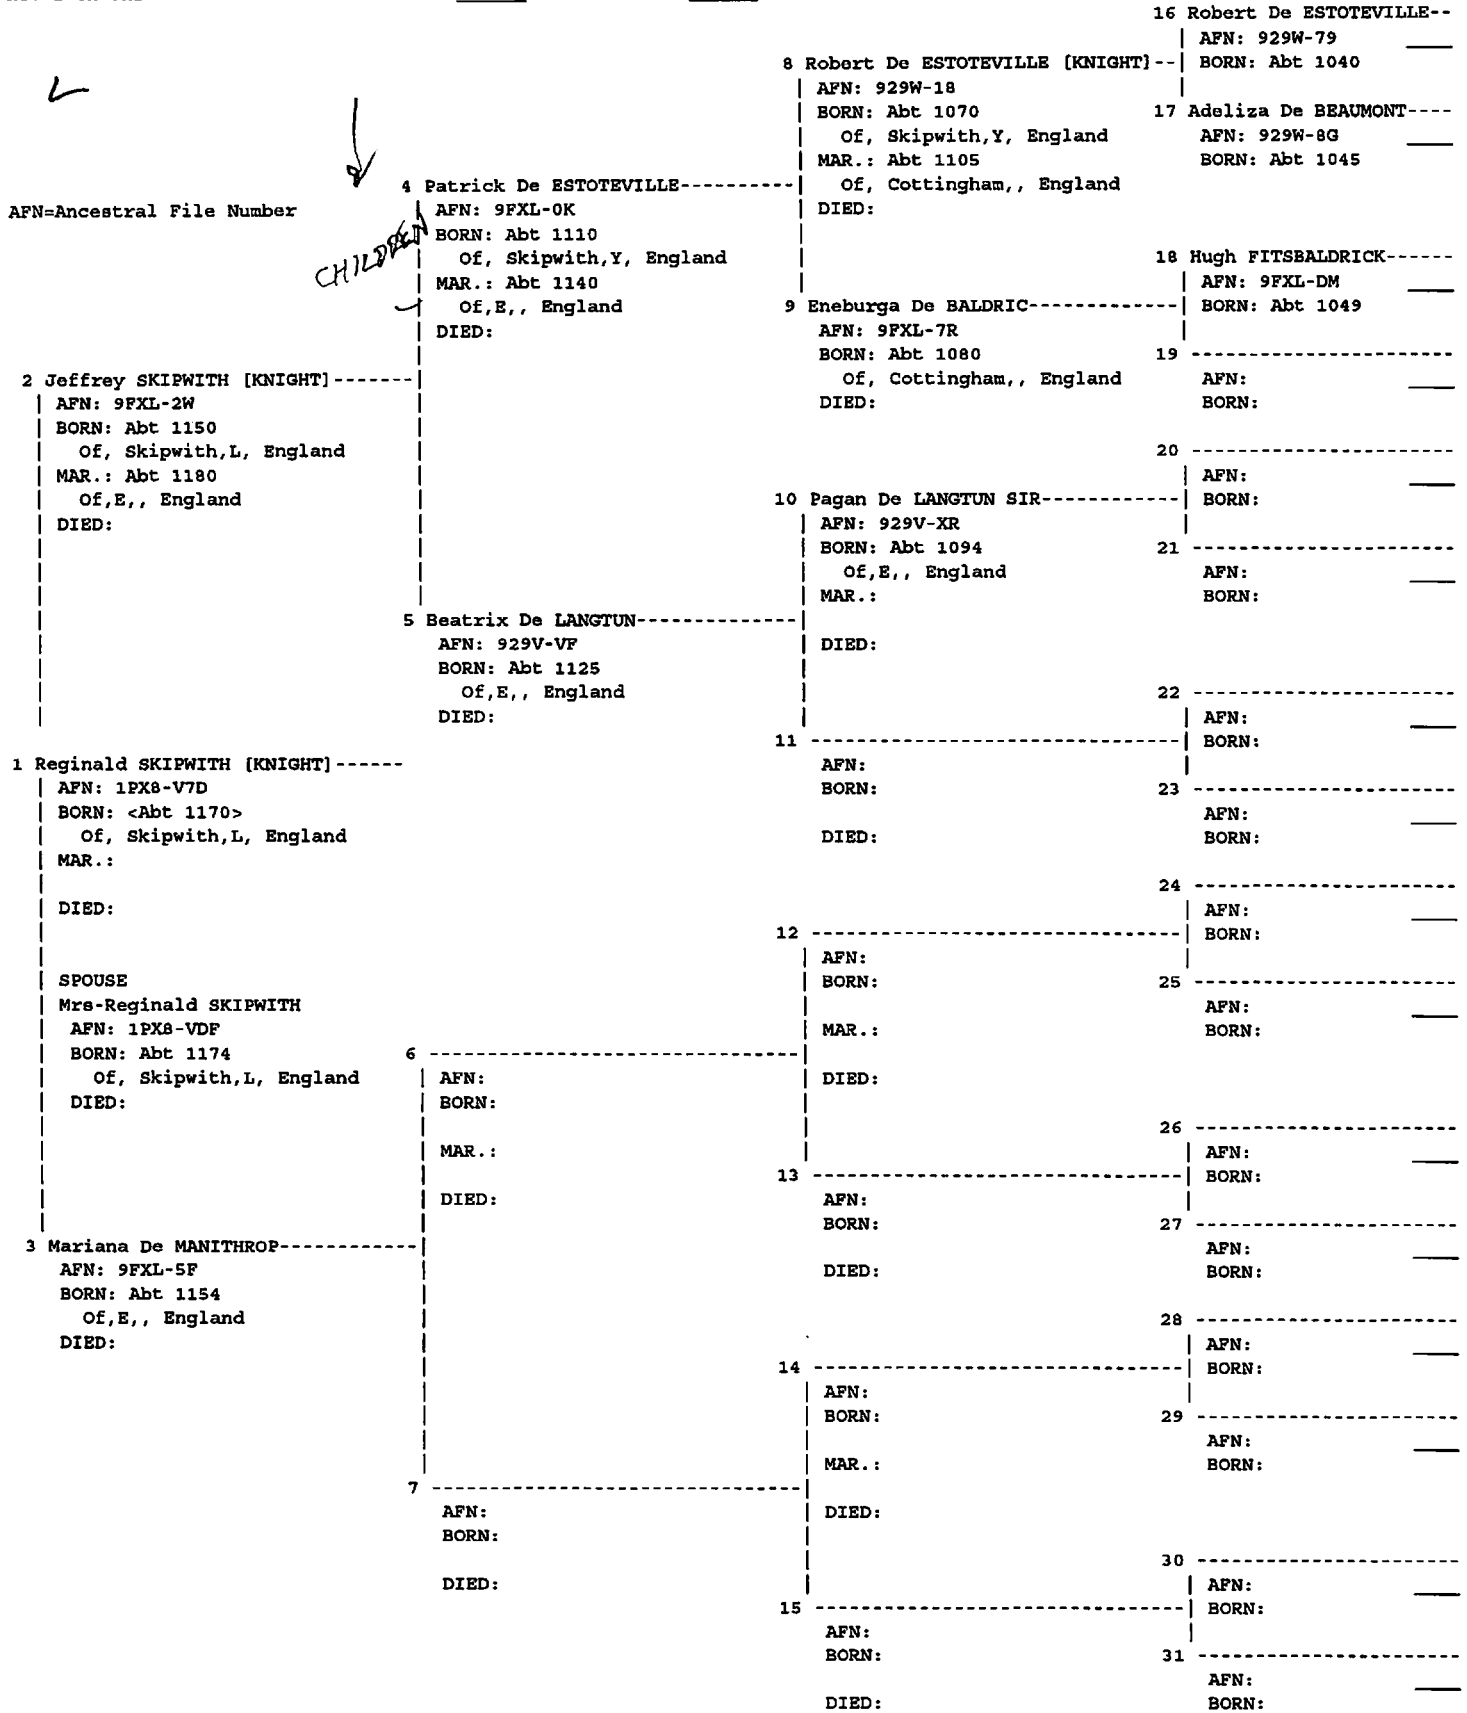 AFN=Ancestral File Number
CHILDREN
1 Reginald SKIPWITH [KNIGHT]------
AFN: 1PX8-V7D
BORN: <Abt 1170>
Of, Skipwith,L, England
MAR.:
DIED:
SPOUSE
Mrs-Reginald SKIPWITH
AFN: 1PX8-VDF
BORN: Abt 1174
Of, Skipwith,L, England
DIED:
2 Jeffrey SKIPWITH [KNIGHT]-------
AFN: 9FXL-2W
BORN: Abt 1150
Of, Skipwith,L, England
MAR.: Abt 1180
Of,E,, England
DIED:
3 Mariana De MANITHROP------------
AFN: 9FXL-5F
BORN: Abt 1154
Of,E,, England
DIED:
4 Patrick De ESTOTEVILLE----------
AFN: 9FXL-0K
BORN: Abt 1110
Of, Skipwith,Y, England
MAR.: Abt 1140
Of,E,, England
DIED:
5 Beatrix De LANGTUN-------------
AFN: 929V-VF
BORN: Abt 1125
Of,E,, England
DIED:
6
AFN:
BORN:
MAR.:
DIED:
7
AFN:
BORN:
DIED:
8 Robert De ESTOTEVILLE [KNIGHT]--
AFN: 929W-18
BORN: Abt 1070
Of, Skipwith,Y, England
MAR.: Abt 1105
Of, Cottingham,, England
DIED:
9 Eneburga De BALDRIC-------------
AFN: 9FXL-7R
BORN: Abt 1080
Of, Cottingham,, England
DIED:
10 Pagan De LANGTUN SIR------------
AFN: 929V-XR
BORN: Abt 1094
Of,E,, England
MAR.:
DIED:
11
AFN:
BORN:
DIED:
12
AFN:
BORN:
MAR.:
DIED:
13
AFN:
BORN:
DIED:
14
AFN:
BORN:
MAR.:
DIED:
15
AFN:
BORN:
DIED:
16 Robert De ESTOTEVILLE--
AFN: 929W-79
BORN: Abt 1040
17 Adeliza De BEAUMONT----
AFN: 929W-8G
BORN: Abt 1045
18 Hugh FITSBALDRICK------
AFN: 9FXL-DM
BORN: Abt 1049
19
AFN:
BORN:
20
AFN:
BORN:
21
AFN:
BORN:
22
AFN:
BORN:
23
AFN:
BORN:
24
AFN:
BORN:
25
AFN:
BORN:
26
AFN:
BORN:
27
AFN:
BORN:
28
AFN:
BORN:
29
AFN:
BORN:
30
AFN:
BORN:
31
AFN:
BORN: